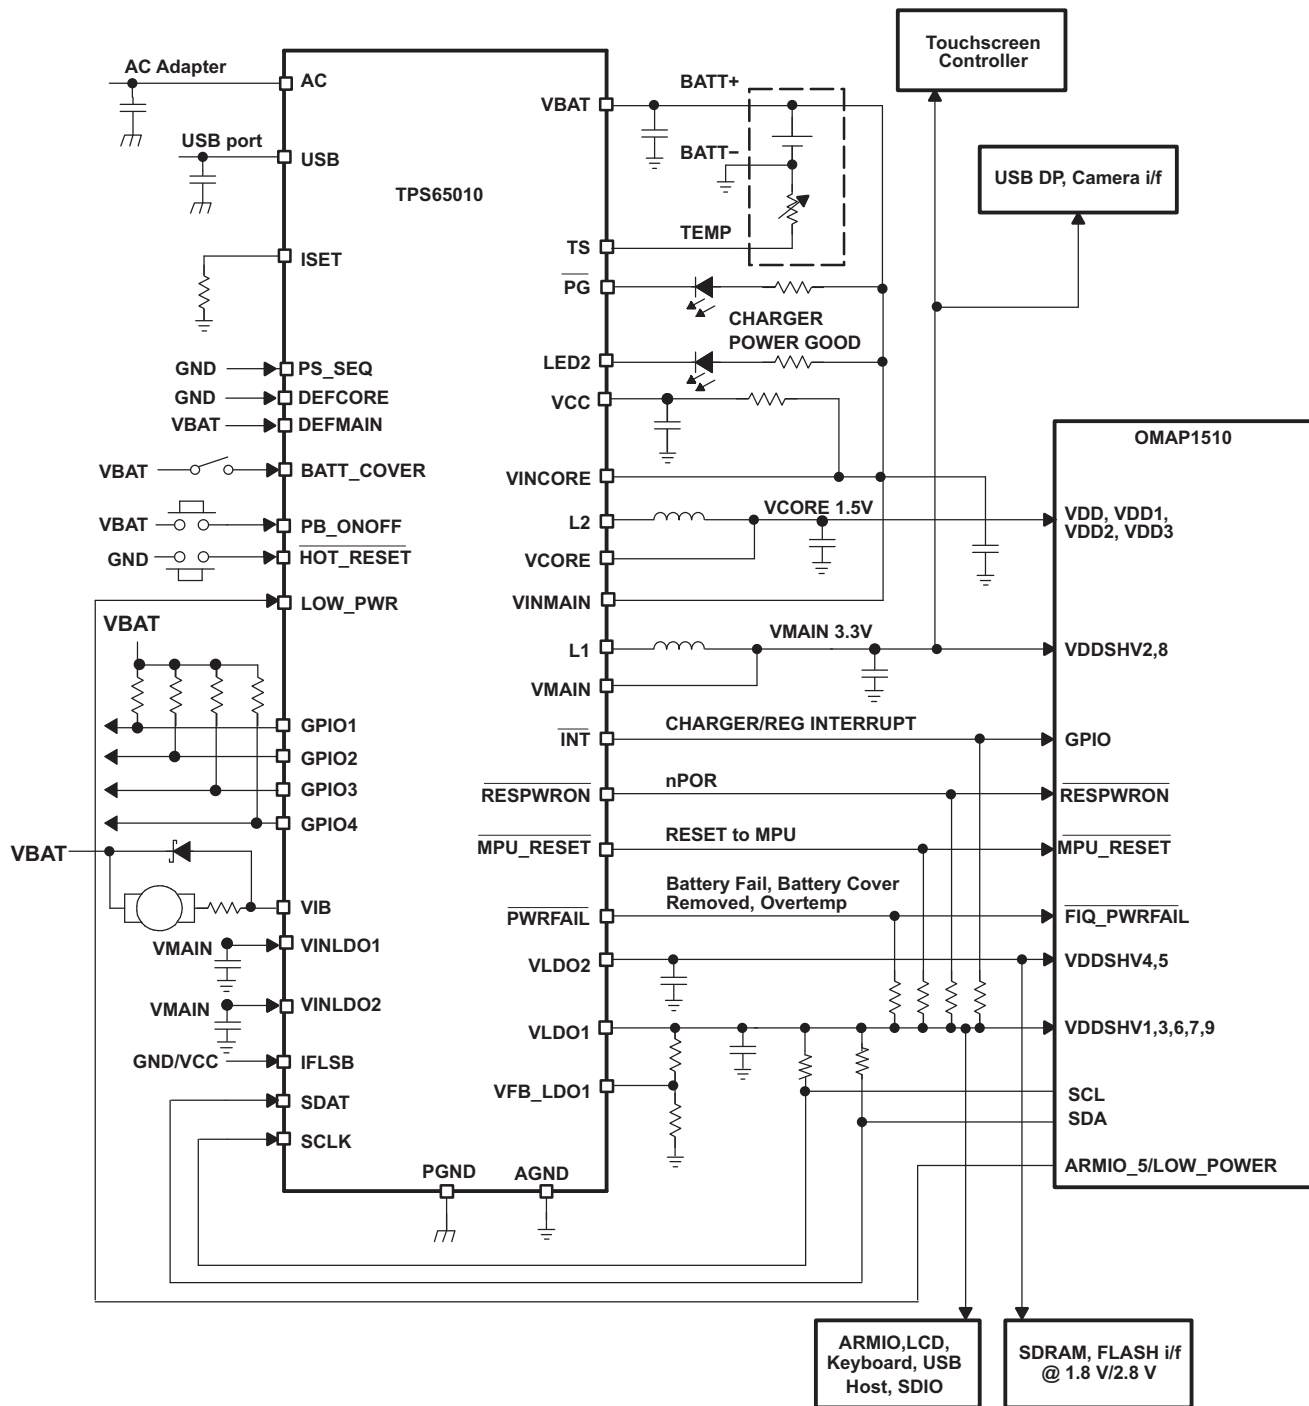 Touchscreen
Controller
AC Adapter
AC
USB port
USB
TPS65010
ISET
GND
PS_SEQ
GND
DEFCORE
VBAT
DEFMAIN
VBAT
BATT_COVER
VBAT
PB_ONOFF
GND
HOT_RESET
LOW_PWR
VBAT
GPIO1
GPIO2
GPIO3
GPIO4
VBAT
VIB
VMAIN
VINLDO1
VMAIN
VINLDO2
GND/VCC
IFLSB
SDAT
SCLK
PGND
AGND
VBAT
BATT+
BATT−
TS
TEMP
PG
CHARGER
POWER GOOD
LED2
VCC
VINCORE
L2
VCORE 1.5V
VCORE
VINMAIN
L1
VMAIN 3.3V
VMAIN
INT
CHARGER/REG INTERRUPT
RESPWRON
nPOR
MPU_RESET
RESET to MPU
Battery Fail, Battery Cover
Removed, Overtemp
PWRFAIL
VLDO2
VLDO1
VFB_LDO1
USB DP, Camera i/f
OMAP1510
VDD, VDD1,
VDD2, VDD3
VDDSHV2,8
GPIO
RESPWRON
MPU_RESET
FIQ_PWRFAIL
VDDSHV4,5
VDDSHV1,3,6,7,9
SCL
SDA
ARMIO_5/LOW_POWER
ARMIO,LCD,
Keyboard, USB
Host, SDIO
SDRAM, FLASH i/f
@ 1.8 V/2.8 V